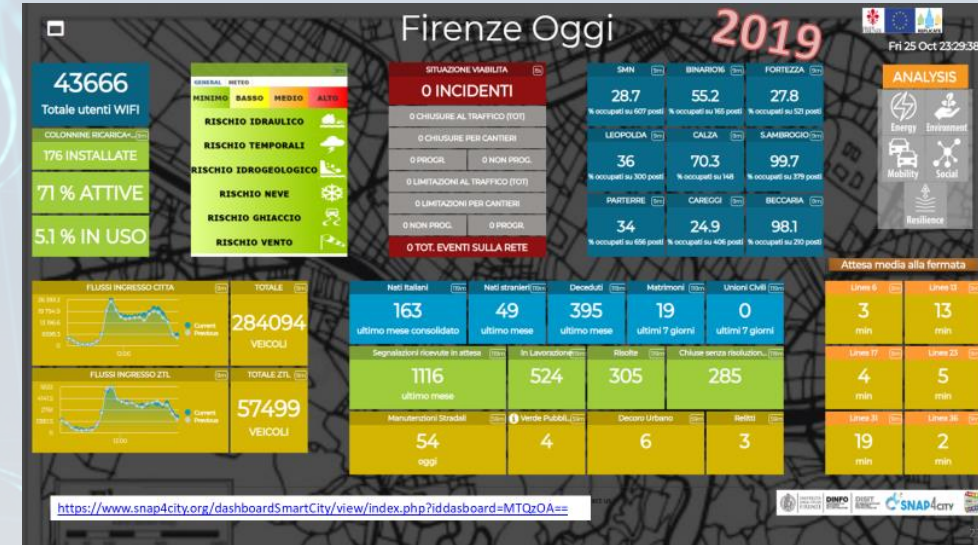 Firenze Oggi
2019
Fri 25 Oct 23:29:38
43666
Totale utenti WIFI
COLONNINE RICARICA
176 INSTALLATE
71 % ATTIVE
5.1 % IN USO
GENERAL METEO
MINIMO BASSO MEDIO ALTO
RISCHIO IDRAULICO
RISCHIO TEMPORALI
RISCHIO IDROGEOLOGICO
RISCHIO NEVE
RISCHIO GHIACCIO
RISCHIO VENTO
SITUAZIONE VIABILITA
0 INCIDENTI
0 CHIUSURE AL TRAFFICO (TOT)
0 CHIUSURE PER CANTIERI
0 PROGR. 0 NON PROG.
0 LIMITAZIONI AL TRAFFICO (TOT)
0 LIMITAZIONI PER CANTIERI
0 NON PROG. 0 PROGR.
0 TOT. EVENTI SULLA RETE
SMN BINARIO16 FORTEZZA
28.7 55.2 27.8
% occupati su 607 posti % occupati su 165 posti % occupati su 521 posti
LEOPOLDA CALZA S.AMBROGIO
36 70.3 99.7
% occupati su 300 posti % occupati su 148 % occupati su 379 posti
PARTERRE CAREGGI BECCARIA
34 24.9 98.1
% occupati su 656 posti % occupati su 406 posti % occupati su 210 posti
ANALYSIS
Energy Environment
Mobility Social
Resilience
FLUSSI INGRESSO CITTA
Current
Previous
12:00
TOTALE
284094
VEICOLI
FLUSSI INGRESSO ZTL
Current
Previous
12:00
TOTALE ZTL
57499
VEICOLI
Nati Italiani Nati stranieri Deceduti Matrimoni Unioni Civili
163 49 395 19 0
ultimo mese consolidato ultimo mese ultimo mese ultimi 7 giorni ultimi 7 giorni
Segnalazioni ricevute in attesa In Lavorazione Risolte Chiuse senza risoluzion...
1116 524 305 285
ultimo mese
Manutenzioni Stradali Verde Pubbli... Decoro Urbano Relitti
54 4 6 3
oggi
Attesa media alla fermata
Linea 6 Linea 13
3 13
min min
Linea 17 Linea 23
4 5
min min
Linea 31 Linea 36
19 2
min min
https://www.snap4city.org/dashboardSmartCity/view/index.php?iddasboard=MTQzOA==
DINFO DISIT SNAP4CITY